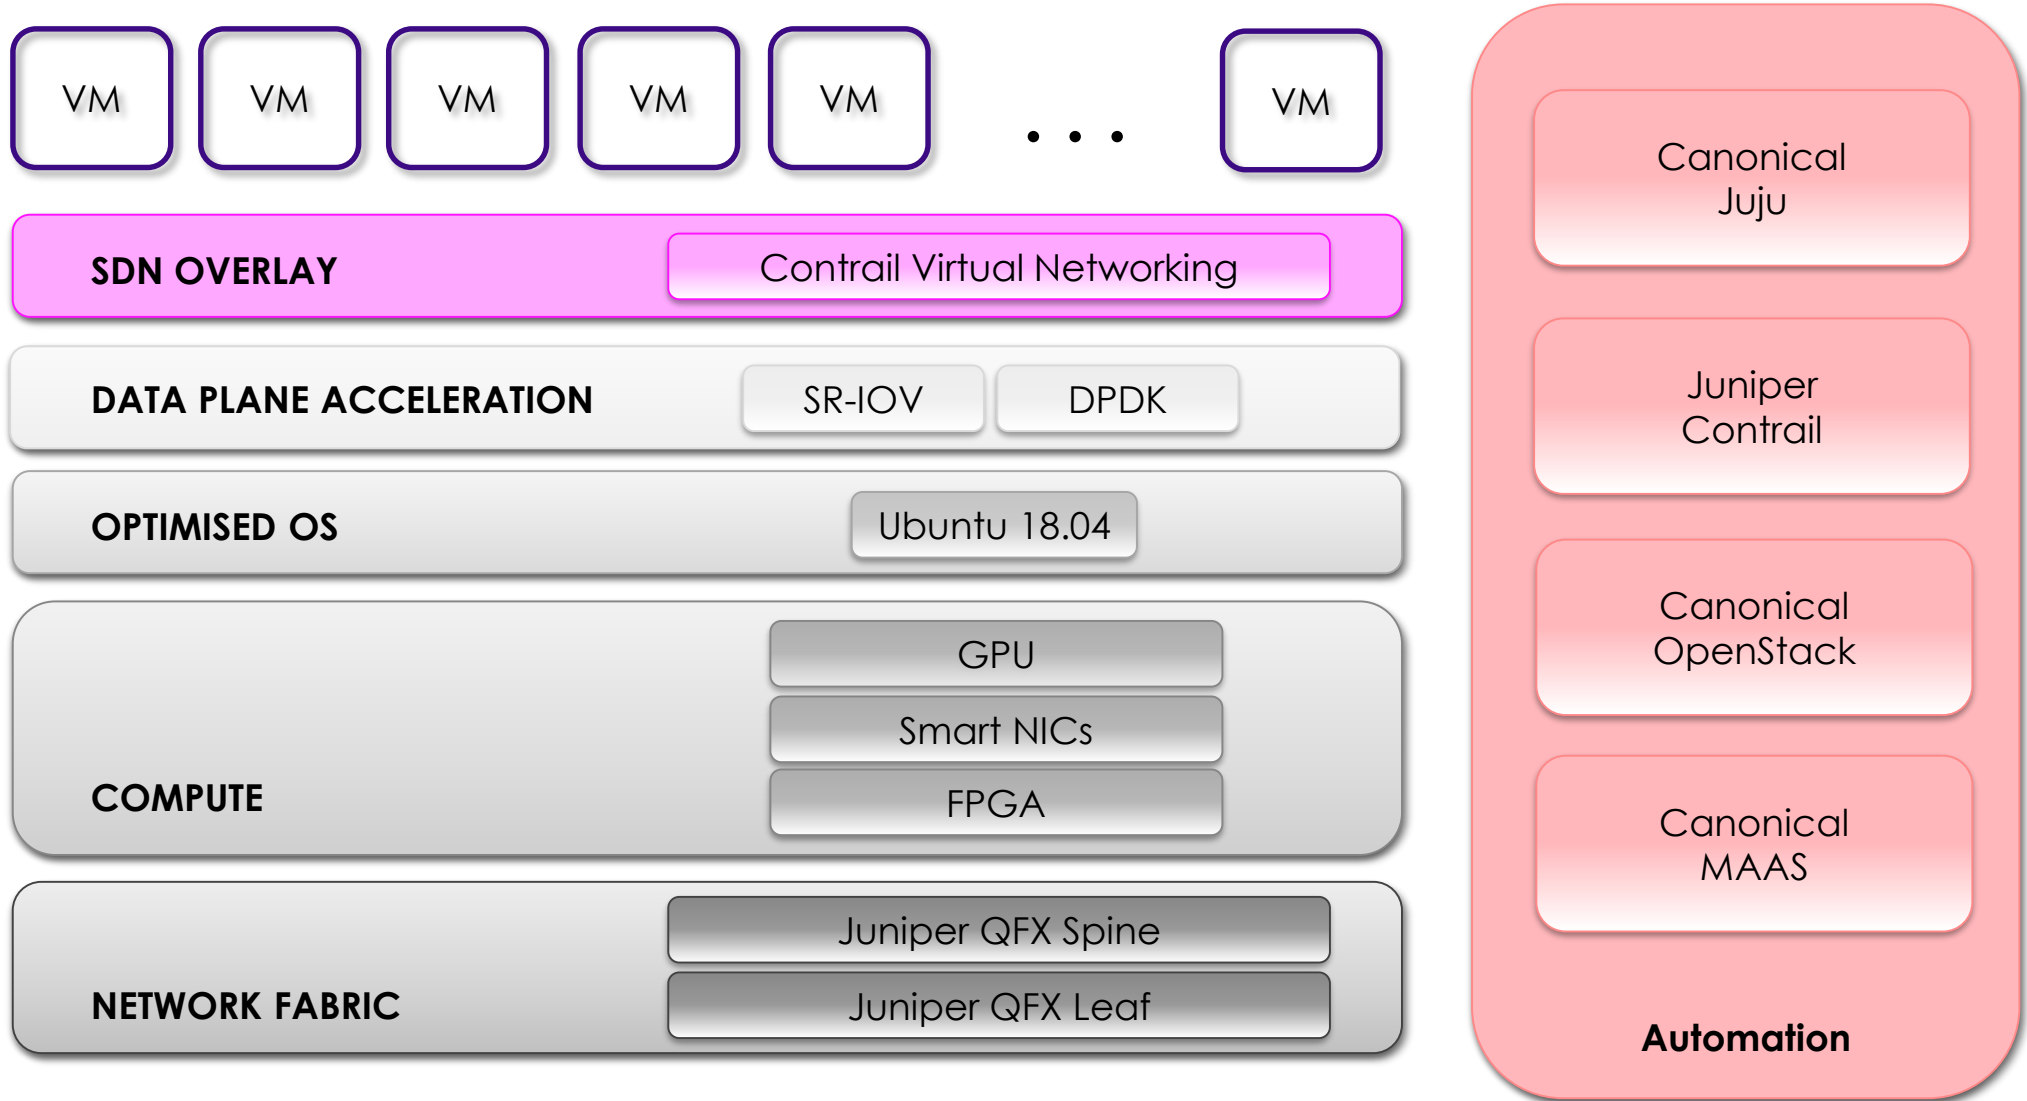 VM
VM
VM
VM
VM
. . .
VM
SDN OVERLAY
Contrail Virtual Networking
DATA PLANE ACCELERATION
SR-IOV
DPDK
OPTIMISED OS
Ubuntu 18.04
COMPUTE
GPU
Smart NICs
FPGA
NETWORK FABRIC
Juniper QFX Spine
Juniper QFX Leaf
Canonical
Juju
Juniper
Contrail
Canonical
OpenStack
Canonical
MAAS
Automation